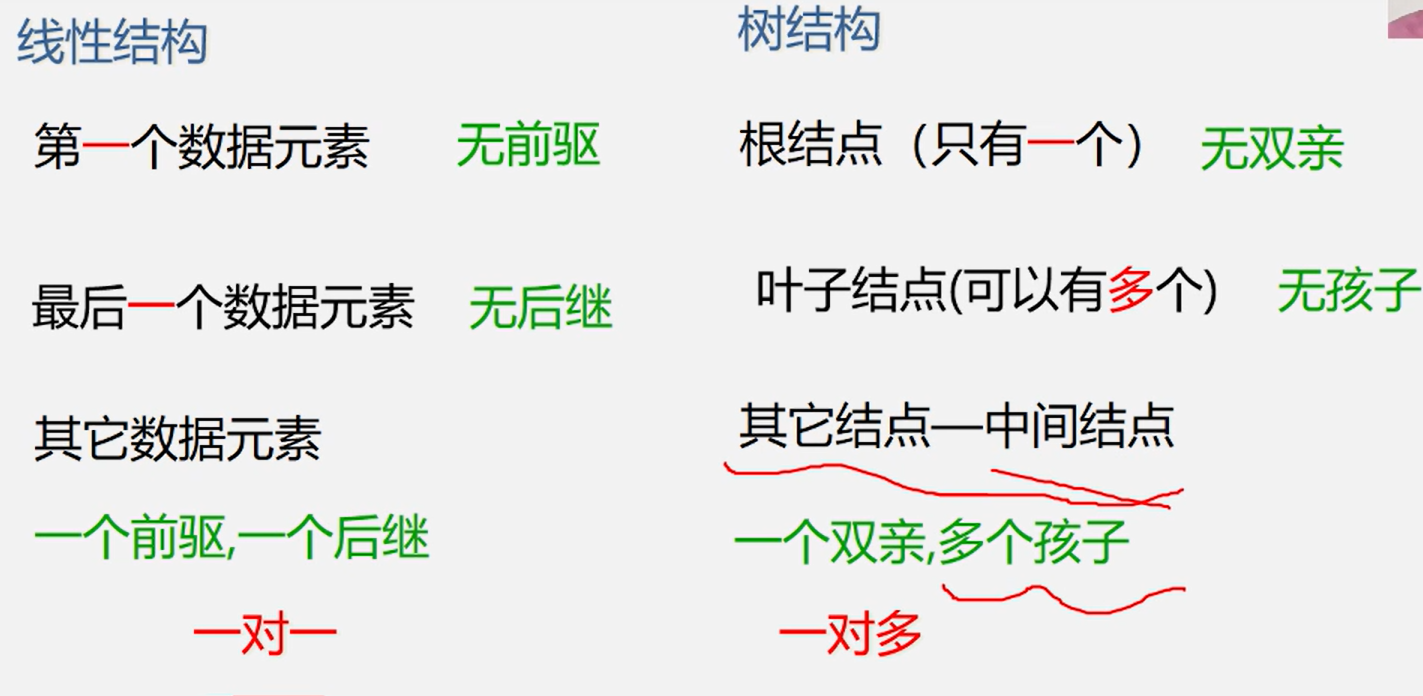 线性结构
第一个数据元素 无前驱
最后一个数据元素 无后继
其它数据元素
一个前驱,一个后继
一对一
树结构
根结点（只有一个） 无双亲
叶子结点(可以有多个) 无孩子
其它结点—中间结点
一个双亲,多个孩子
一对多